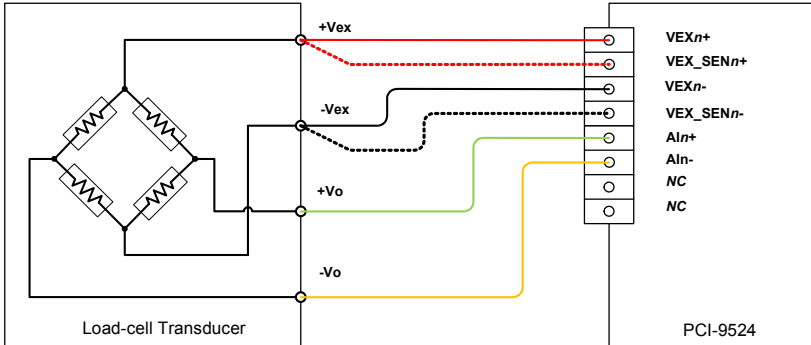 +Vex
-Vex
+Vo
-Vo
Load-cell Transducer
VEXn+
VEX_SENn+
VEXn-
VEX_SENn-
AIn+
AIn-
NC
NC
PCI-9524